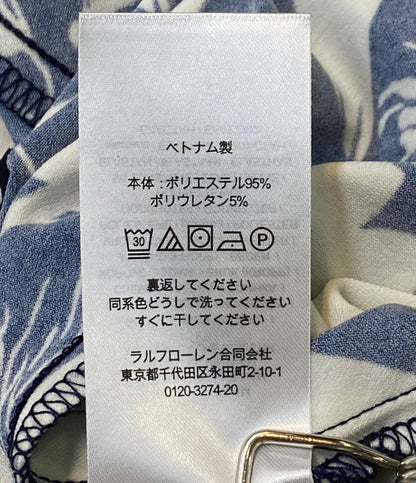 ベトナム製
本体 : ポリエステル95%
ポリウレタン5%
30 P
裏返してください
同系色どうしで洗ってください
すぐに干してください
ラルフローレン合同会社
東京都千代田区永田町2-10-1
0120-3274-20